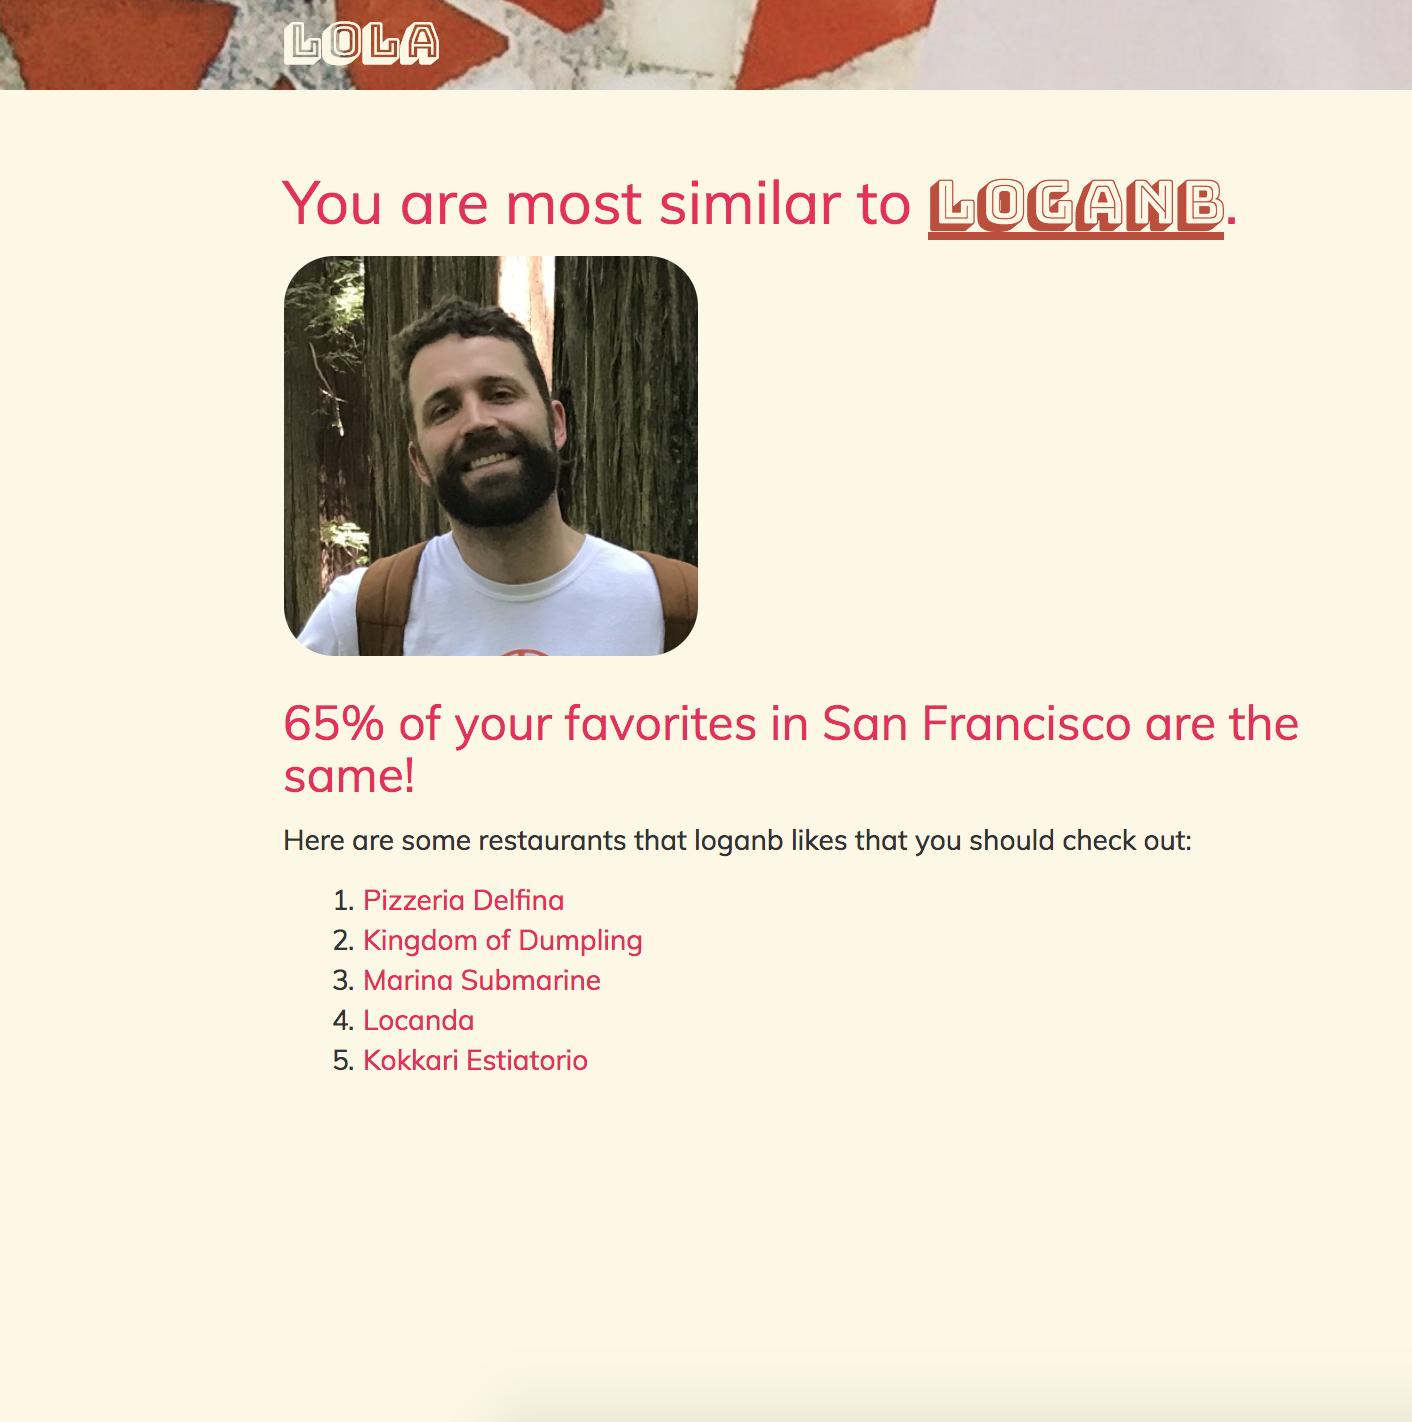 LOLA
You are most similar to LOGANB.
65% of your favorites in San Francisco are the
same!
Here are some restaurants that loganb likes that you should check out:
1. Pizzeria Delfina
2. Kingdom of Dumpling
3. Marina Submarine
4. Locanda
5. Kokkari Estiatorio